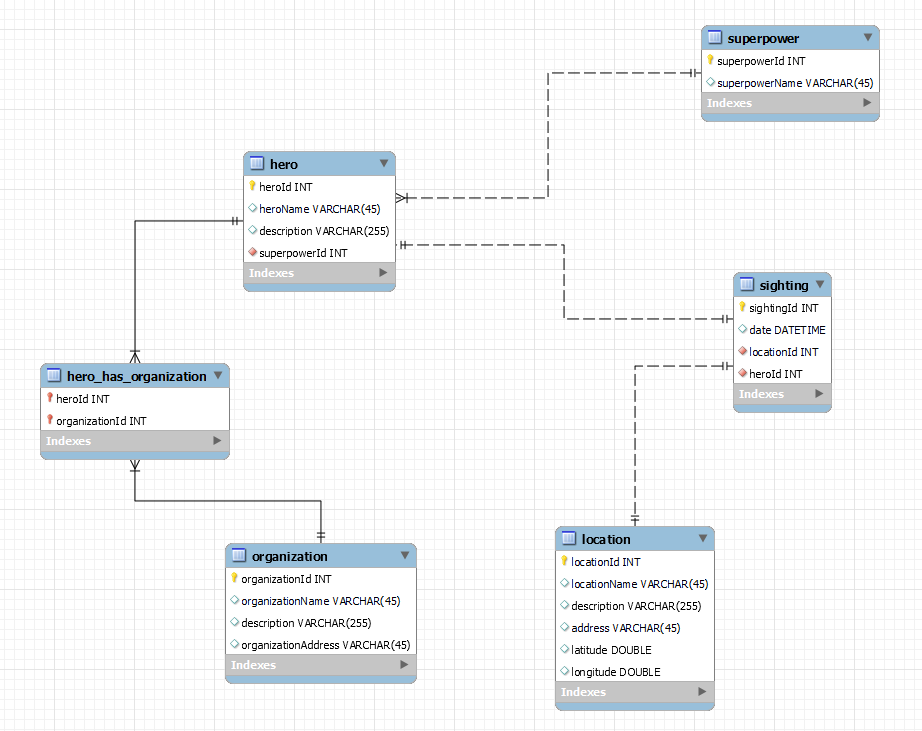 superpower
superpowerId INT
superpowerName VARCHAR(45)
Indexes
hero
heroId INT
heroName VARCHAR(45)
description VARCHAR(255)
superpowerId INT
Indexes
sighting
sightingId INT
date DATETIME
locationId INT
heroId INT
Indexes
hero_has_organization
heroId INT
organizationId INT
Indexes
organization
organizationId INT
organizationName VARCHAR(45)
description VARCHAR(255)
organizationAddress VARCHAR(45)
Indexes
location
locationId INT
locationName VARCHAR(45)
description VARCHAR(255)
address VARCHAR(45)
latitude DOUBLE
longitude DOUBLE
Indexes